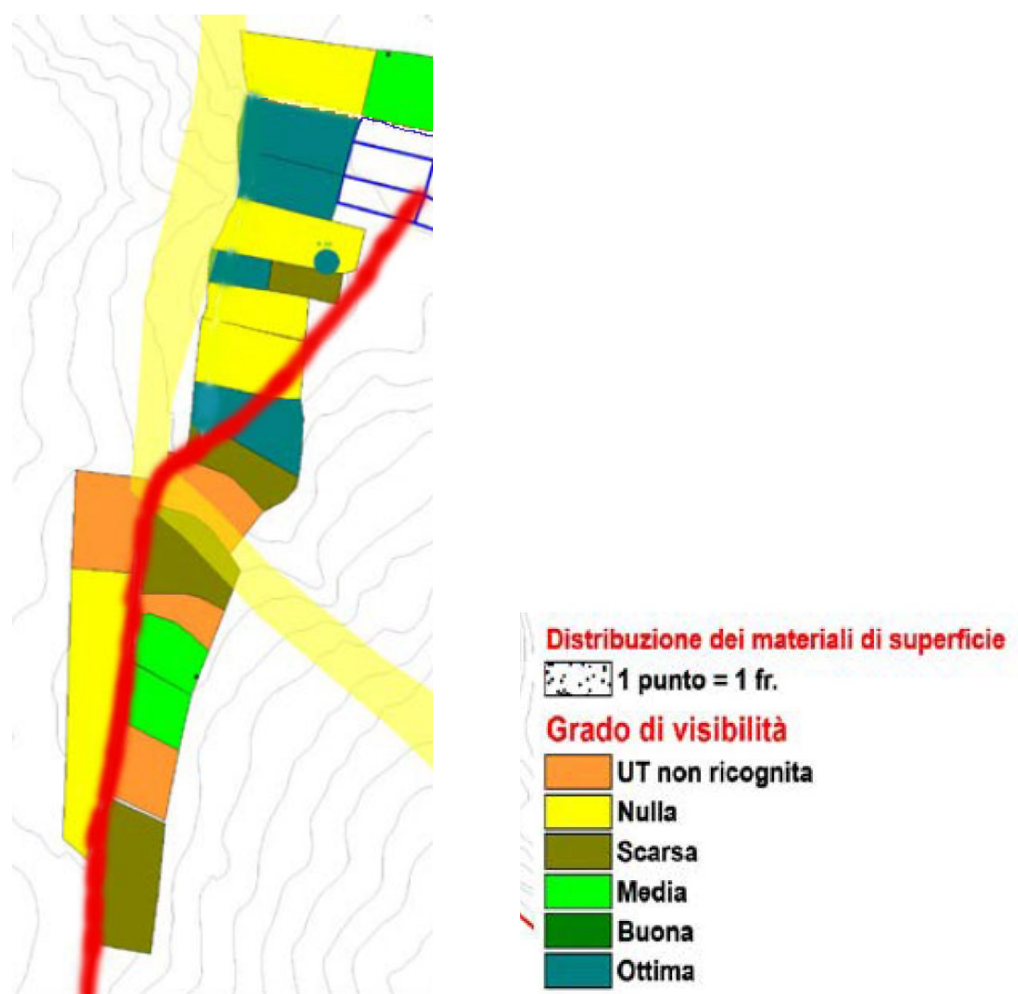 Distribuzione dei materiali di superficie
1 punto = 1 fr.
Grado di visibilità
UT non ricognita
Nulla
Scarsa
Media
Buona
Ottima